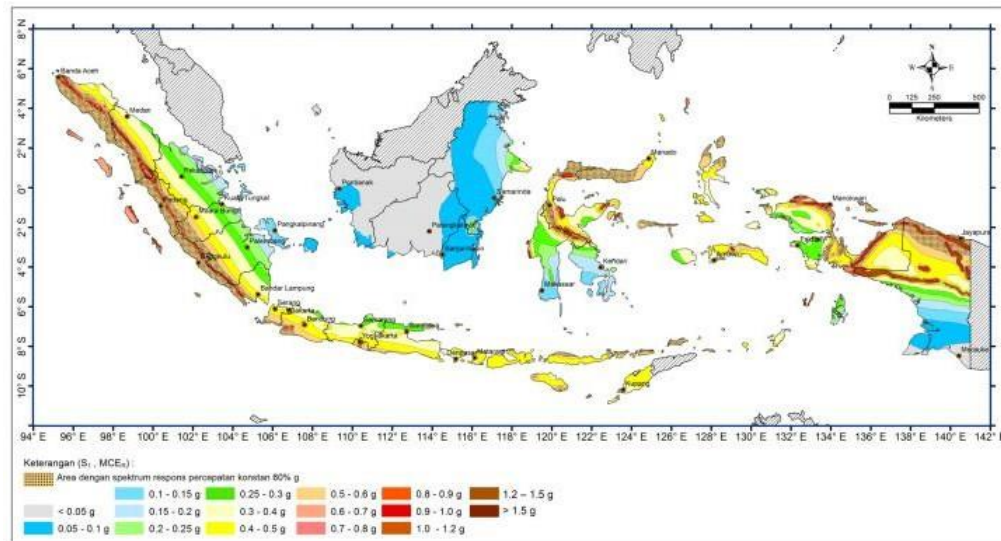 8° N
6° N
4° N
2° N
0°
2° S
4° S
6° S
8° S
10° S
N
W E
S
0 125 250 500
Kilometers
Banda Aceh
Medan
Manado
Pekanbaru
Pontianak
Samarinda
Palu
Manokwari
Padang
Kuala Tungkal
Muara Bungo
Pangkalpinang
Palangkaraya
Jayapura
Palembang
Bengkulu
Banjarmasin
Kendari
Ambon
Bandar Lampung
Makassar
Serang
Jakarta
Bandung
Semarang
Surabaya
Yogyakarta
Denpasar
Mataram
Kupang
Merauke
94° E 96° E 98° E 100° E 102° E 104° E 106° E 108° E 110° E 112° E 114° E 116° E 118° E 120° E 122° E 124° E 126° E 128° E 130° E 132° E 134° E 136° E 138° E 140° E 142° E
Keterangan (S₁ , MCEᵣ) :
Area dengan spektrum respons percepatan konstan 60% g
0.1 - 0.15 g 0.25 - 0.3 g 0.5 - 0.6 g 0.8 - 0.9 g 1.2 – 1.5 g
< 0.05 g 0.15 - 0.2 g 0.3 - 0.4 g 0.6 - 0.7 g 0.9 - 1.0 g > 1.5 g
0.05 - 0.1 g 0.2 - 0.25 g 0.4 - 0.5 g 0.7 - 0.8 g 1.0 - 1.2 g